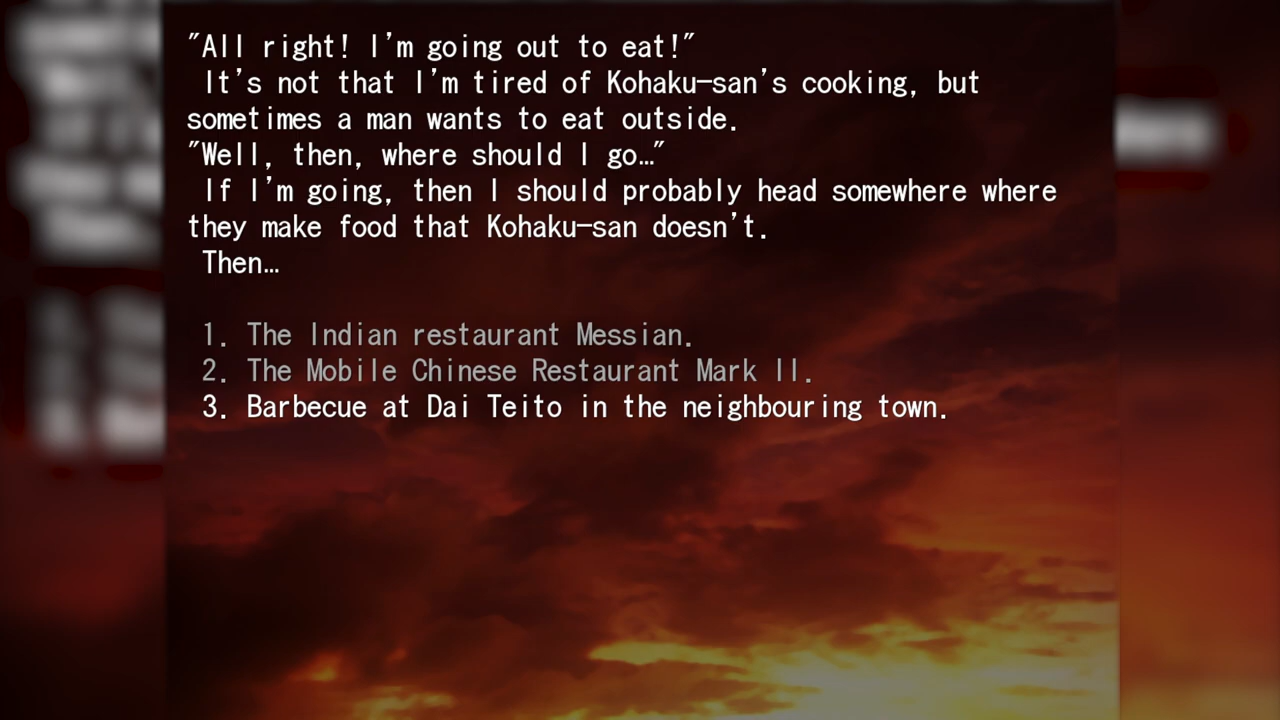 "All right! I'm going out to eat!"
It's not that I'm tired of Kohaku-san's cooking, but
sometimes a man wants to eat outside.
"Well, then, where should I go…"
If I'm going, then I should probably head somewhere where
they make food that Kohaku-san doesn't.
Then…
1. The Indian restaurant Messian.
2. The Mobile Chinese Restaurant Mark II.
3. Barbecue at Dai Teito in the neighbouring town.